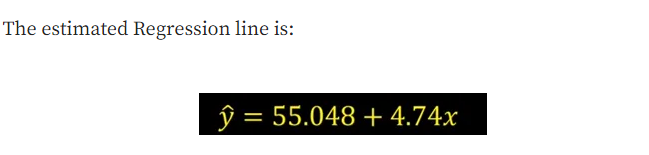 The estimated Regression line is:
ŷ = 55.048 + 4.74x